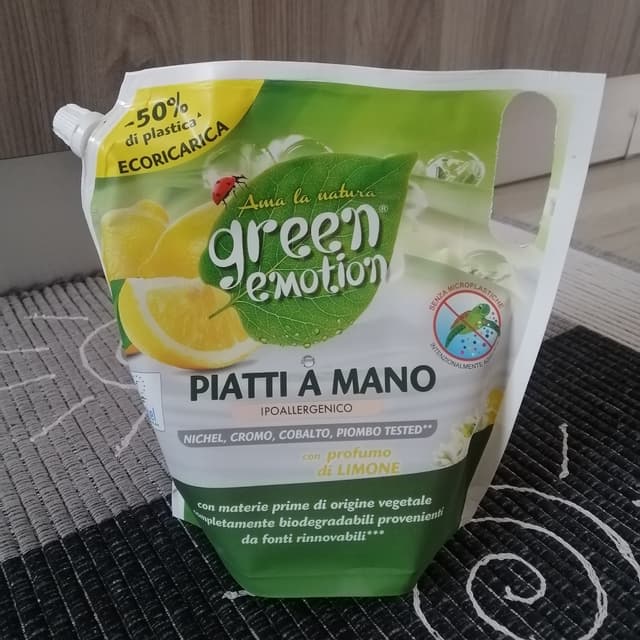 -50%
di plastica
ECORICARICA
Ama la natura
green
emotion®
SENZA MICROPLASTICHE
INTENZIONALMENTE
PIATTI A MANO
IPOALLERGENICO
NICHEL, CROMO, COBALTO, PIOMBO TESTED**
con profumo
di LIMONE
con materie prime di origine vegetale
completamente biodegradabili provenienti
da fonti rinnovabili***